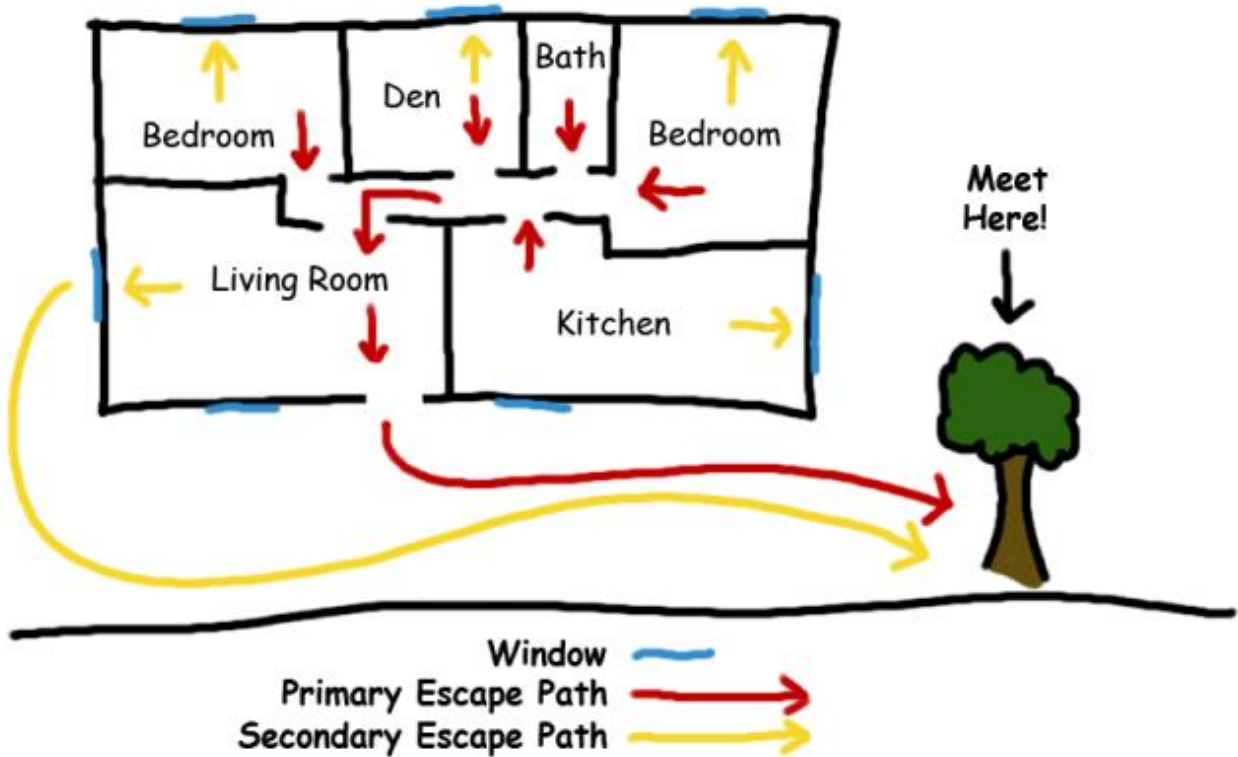 Bath
Den
Bedroom
Bedroom
Meet
Here!
Living Room
Kitchen
Window
Primary Escape Path
Secondary Escape Path